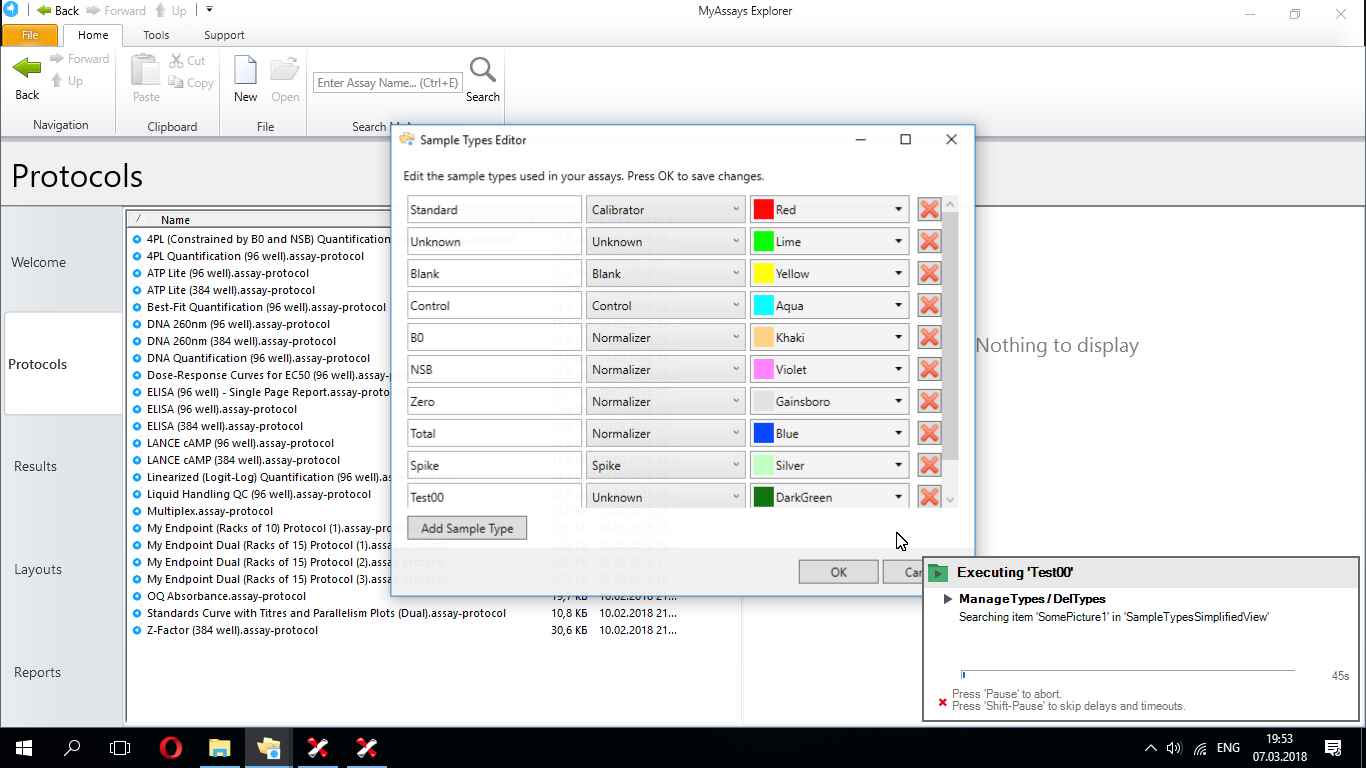 Back Forward Up
MyAssays Explorer
File Home Tools Support
Back
Forward
Up
Navigation
Paste
Cut
Copy
Clipboard
New
Open
File
Enter Assay Name... (Ctrl+E)
Search
Search
Protocols
Welcome
Protocols
Results
Layouts
Reports
Name
4PL (Constrained by B0 and NSB) Quantification
4PL Quantification (96 well).assay-protocol
ATP Lite (96 well).assay-protocol
ATP Lite (384 well).assay-protocol
Best-Fit Quantification (96 well).assay-protocol
DNA 260nm (96 well).assay-protocol
DNA 260nm (384 well).assay-protocol
DNA Quantification (96 well).assay-protocol
Dose-Response Curves for EC50 (96 well).assay-
ELISA (96 well) - Single Page Report.assay-proto
ELISA (96 well).assay-protocol
ELISA (384 well).assay-protocol
LANCE cAMP (96 well).assay-protocol
LANCE cAMP (384 well).assay-protocol
Linearized (Logit-Log) Quantification (96 well).as
Liquid Handling QC (96 well).assay-protocol
Multiplex.assay-protocol
My Endpoint (Racks of 10) Protocol (1).assay-pro
My Endpoint Dual (Racks of 15) Protocol (1).assa
My Endpoint Dual (Racks of 15) Protocol (2).assa
My Endpoint Dual (Racks of 15) Protocol (3).assa
OQ Absorbance.assay-protocol 19,7 КБ 10.02.2018 21...
Standards Curve with Titres and Parallelism Plots (Dual).assay-protocol 10,8 КБ 10.02.2018 21...
Z-Factor (384 well).assay-protocol 30,6 КБ 10.02.2018 21...
Nothing to display
Sample Types Editor
Edit the sample types used in your assays. Press OK to save changes.
Standard Calibrator Red
Unknown Unknown Lime
Blank Blank Yellow
Control Control Aqua
B0 Normalizer Khaki
NSB Normalizer Violet
Zero Normalizer Gainsboro
Total Normalizer Blue
Spike Spike Silver
Test00 Unknown DarkGreen
Add Sample Type
OK Can
Executing 'Test00'
ManageTypes / DelTypes
Searching item 'SomePicture1' in 'SampleTypesSimplifiedView'
45s
Press 'Pause' to abort.
Press 'Shift-Pause' to skip delays and timeouts.
ENG
19:53
07.03.2018